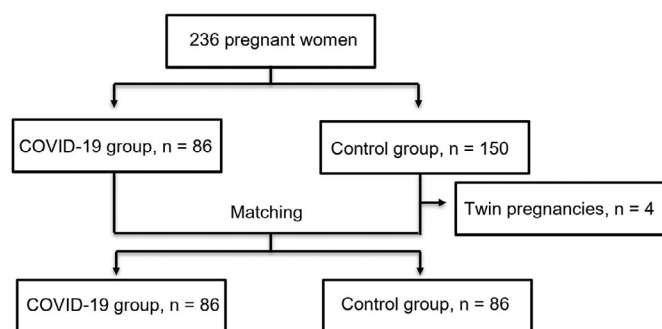 236 pregnant women
COVID-19 group, n = 86
Control group, n = 150
Matching
Twin pregnancies, n = 4
COVID-19 group, n = 86
Control group, n = 86